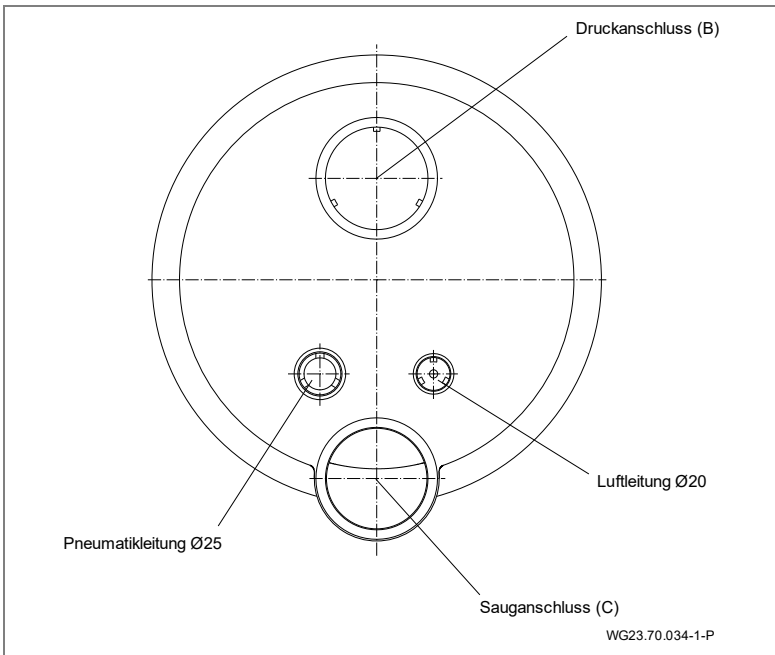 Druckanschluss (B)
Luftleitung Ø20
Pneumatikleitung Ø25
Sauganschluss (C)
WG23.70.034-1-P